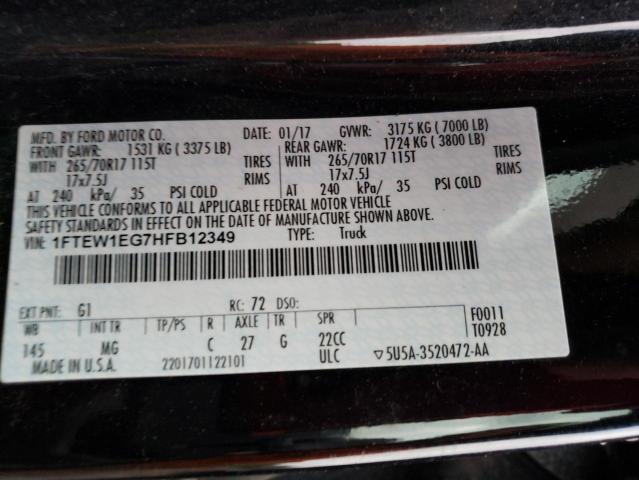 MFD. BY FORD MOTOR CO. DATE: 01/17 GVWR: 3175 KG ( 7000 LB)
FRONT GAWR: 1531 KG ( 3375 LB) REAR GAWR: 1724 KG ( 3800 LB)
WITH 265/70R17 115T TIRES WITH 265/70R17 115T TIRES
17x7.5J RIMS 17x7.5J RIMS
AT 240 kPa/ 35 PSI COLD AT 240 kPa/ 35 PSI COLD
THIS VEHICLE CONFORMS TO ALL APPLICABLE FEDERAL MOTOR VEHICLE
SAFETY STANDARDS IN EFFECT ON THE DATE OF MANUFACTURE SHOWN ABOVE.
VIN: 1FTEW1EG7HFB12349 TYPE: Truck
EXT PNT: G1 RC: 72 DSO: F0011
WB INT TR TP/PS R AXLE TR SPR T0928
145 MG C 27 G 22CC
ULC ▽5U5A-3520472-AA
MADE IN U.S.A. 2201701122101